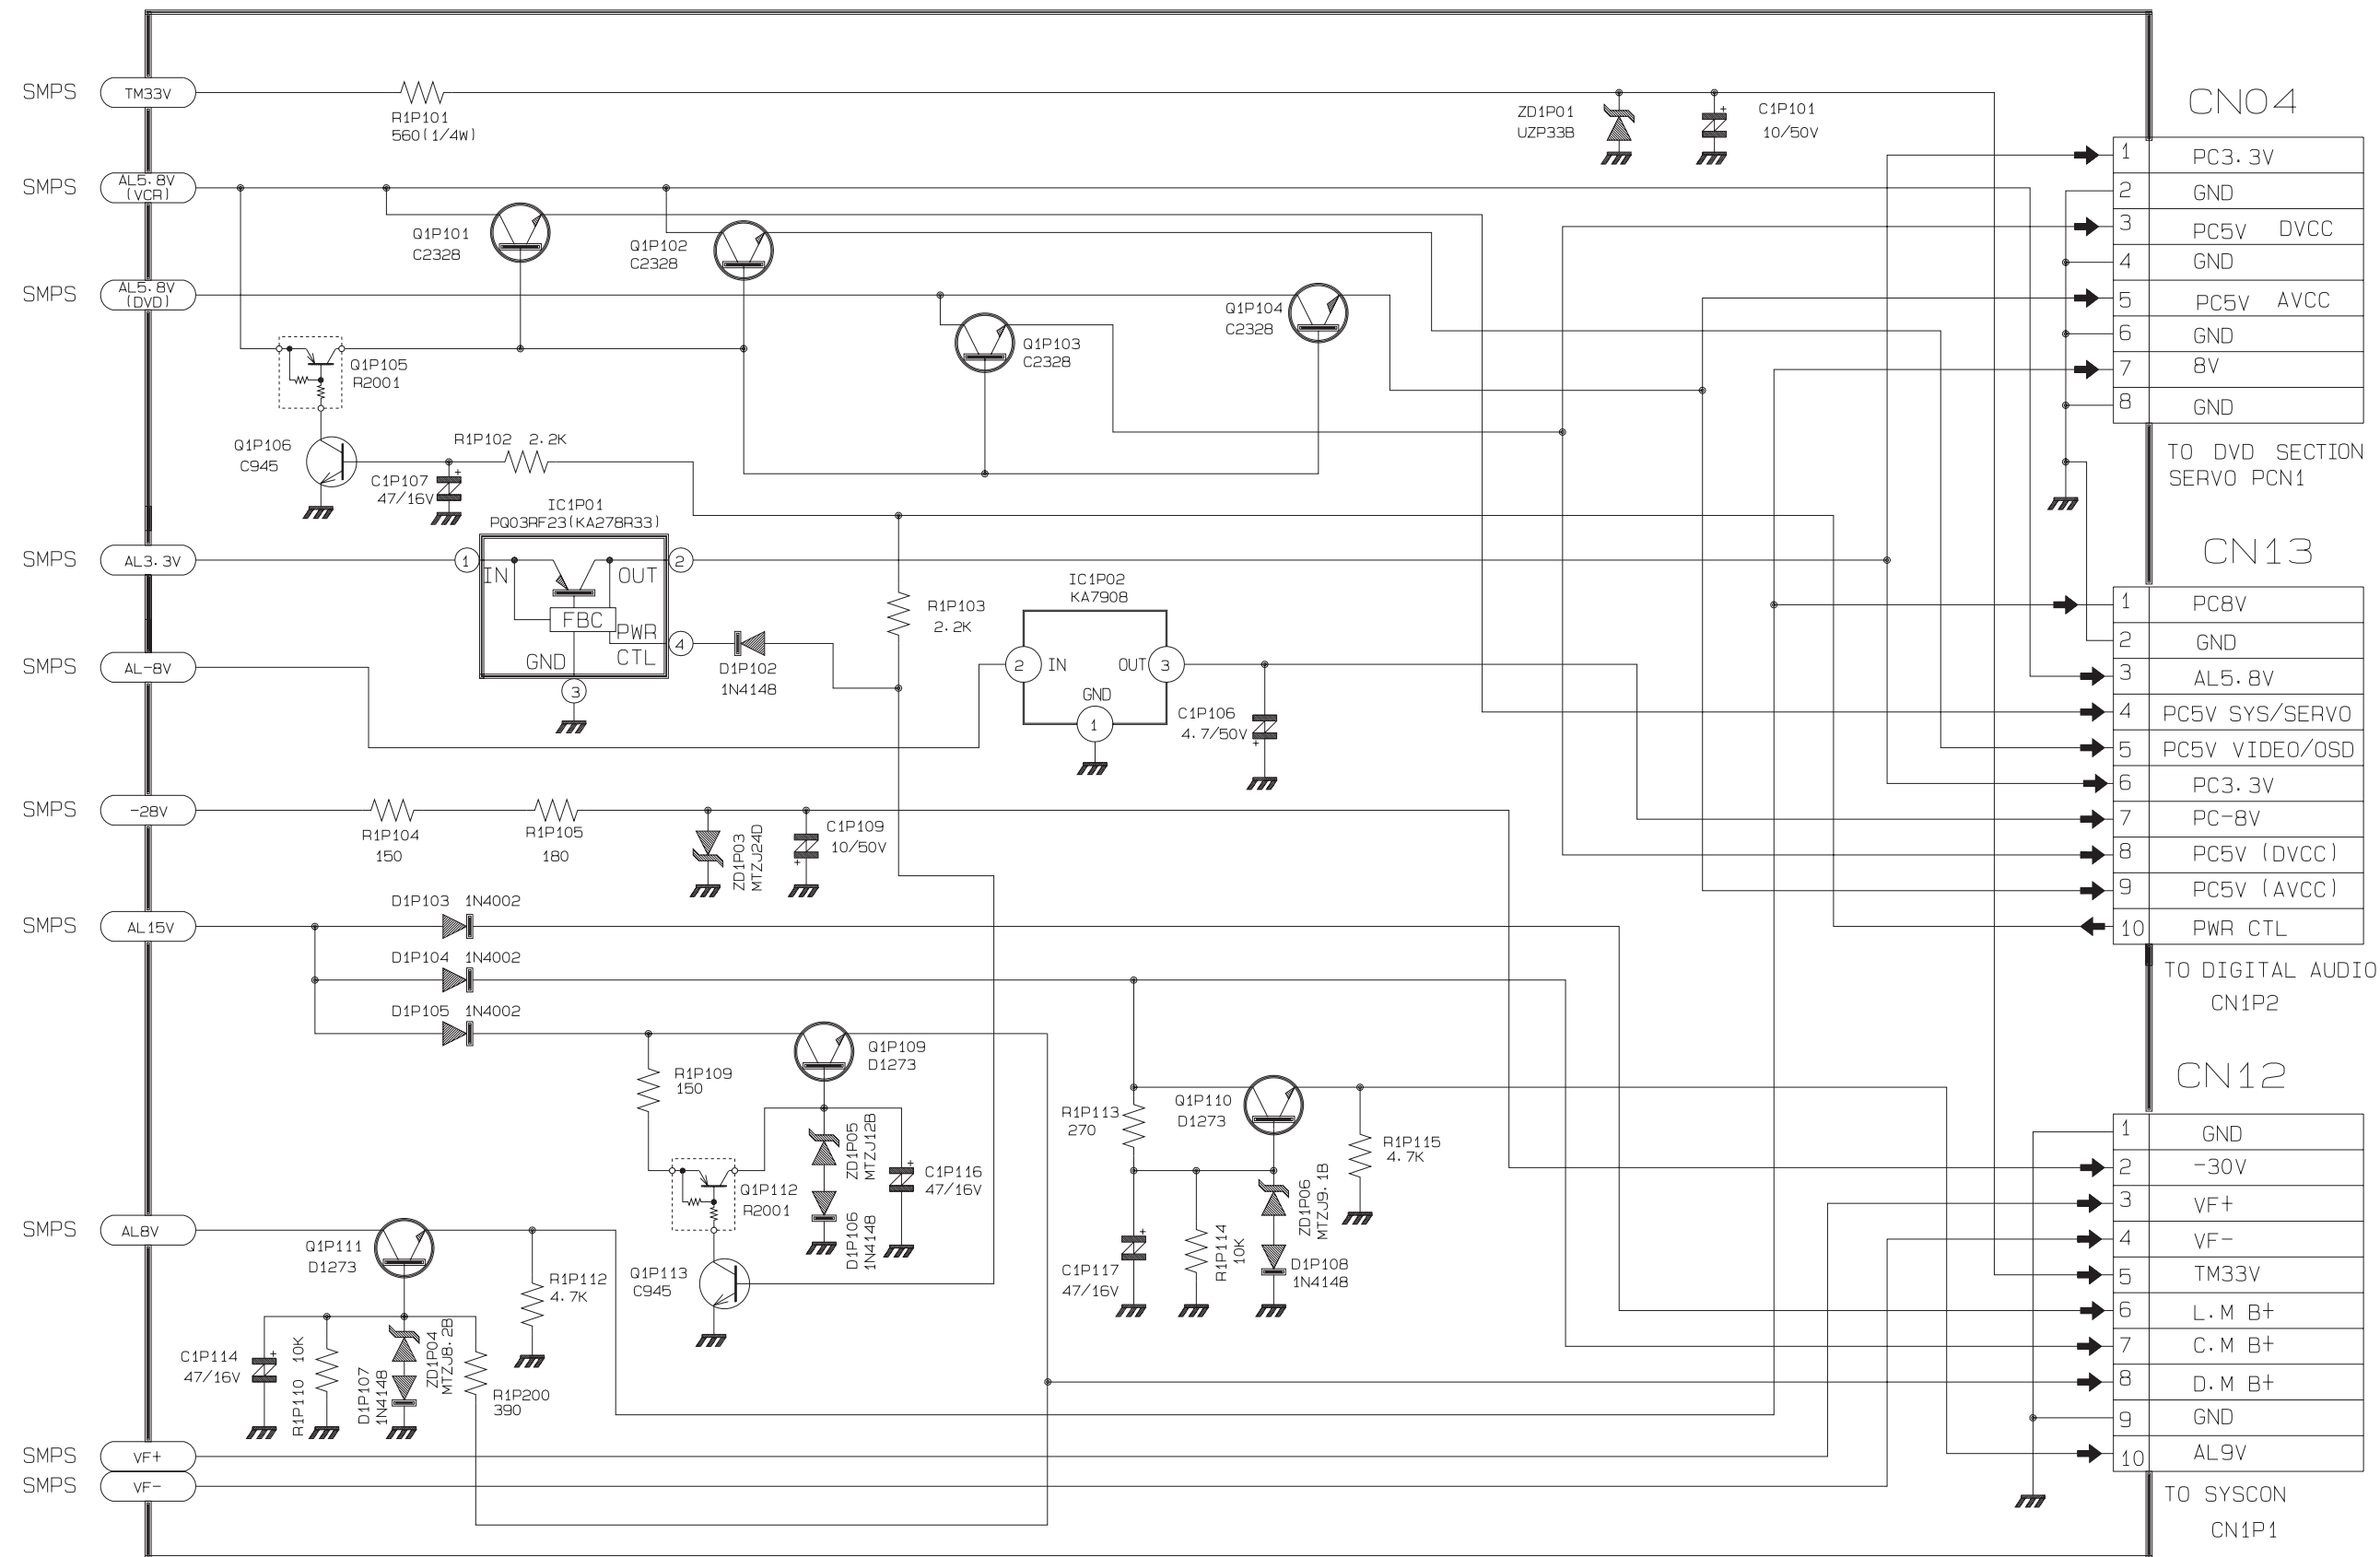 SMPS TM33V
R1P101
560(1/4W)
ZD1P01
UZP33B
C1P101
10/50V
CN04
1 PC3.3V
2 GND
3 PC5V DVCC
4 GND
5 PC5V AVCC
6 GND
7 8V
8 GND
TO DVD SECTION
SERVO PCN1
SMPS AL5.8V
(VCR)
Q1P101
C2328
Q1P102
C2328
SMPS AL5.8V
(DVD)
Q1P103
C2328
Q1P104
C2328
Q1P105
R2001
Q1P106
C945
R1P102 2.2K
C1P107
47/16V
IC1P01
PQ03RF23(KA278R33)
SMPS AL3.3V
1 IN OUT 2
FBC
PWR
CTL 4
GND
3
D1P102
1N4148
R1P103
2.2K
IC1P02
KA7908
2 IN OUT 3
GND
1
C1P106
4.7/50V
SMPS AL-8V
CN13
1 PC8V
2 GND
3 AL5.8V
4 PC5V SYS/SERVO
5 PC5V VIDEO/OSD
6 PC3.3V
7 PC-8V
8 PC5V (DVCC)
9 PC5V (AVCC)
10 PWR CTL
TO DIGITAL AUDIO
CN1P2
SMPS -28V
R1P104
150
R1P105
180
ZD1P03
MTZJ24D
C1P109
10/50V
SMPS AL15V
D1P103 1N4002
D1P104 1N4002
D1P105 1N4002
Q1P109
D1273
R1P109
150
Q1P112
R2001
ZD1P05
MTZJ12B
D1P106
1N4148
C1P116
47/16V
Q1P113
C945
R1P113
270
Q1P110
D1273
R1P115
4.7K
C1P117
47/16V
R1P114
10K
ZD1P06
MTZJ9.1B
D1P108
1N4148
CN12
1 GND
2 -30V
3 VF+
4 VF-
5 TM33V
6 L.M B+
7 C.M B+
8 D.M B+
9 GND
10 AL9V
TO SYSCON
CN1P1
SMPS AL8V
Q1P111
D1273
R1P112
4.7K
C1P114
47/16V
R1P110 10K
D1P107
1N4148
ZD1P04
MTZJ8.2B
R1P200
390
SMPS VF+
SMPS VF-